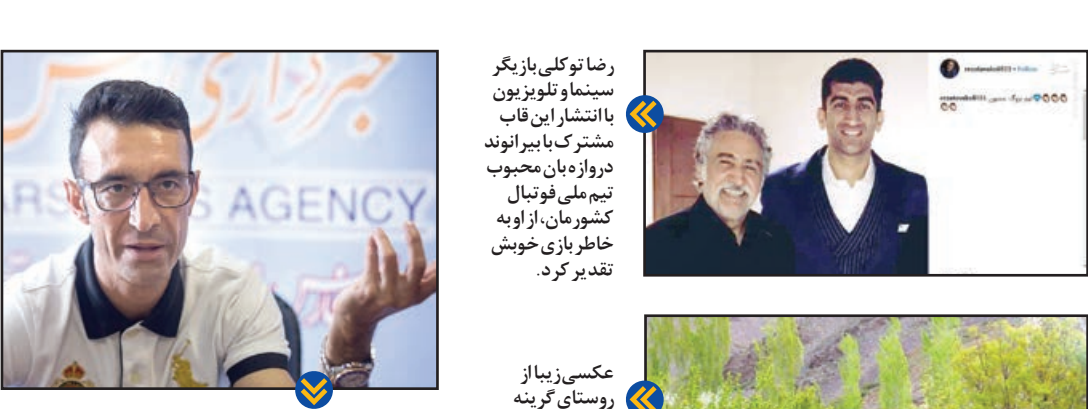 رضا توکلی بازیگر
سینما و تلویزیون
با انتشار این قاب
مشترک با بیرانوند
دروازه‌بان محبوب
تیم ملی فوتبال
کشورمان، از او به
خاطر بازی خوبش
تقدیر کرد.
عکسی زیبا از
روستای گرینه
خبرگزاری
AGENCY